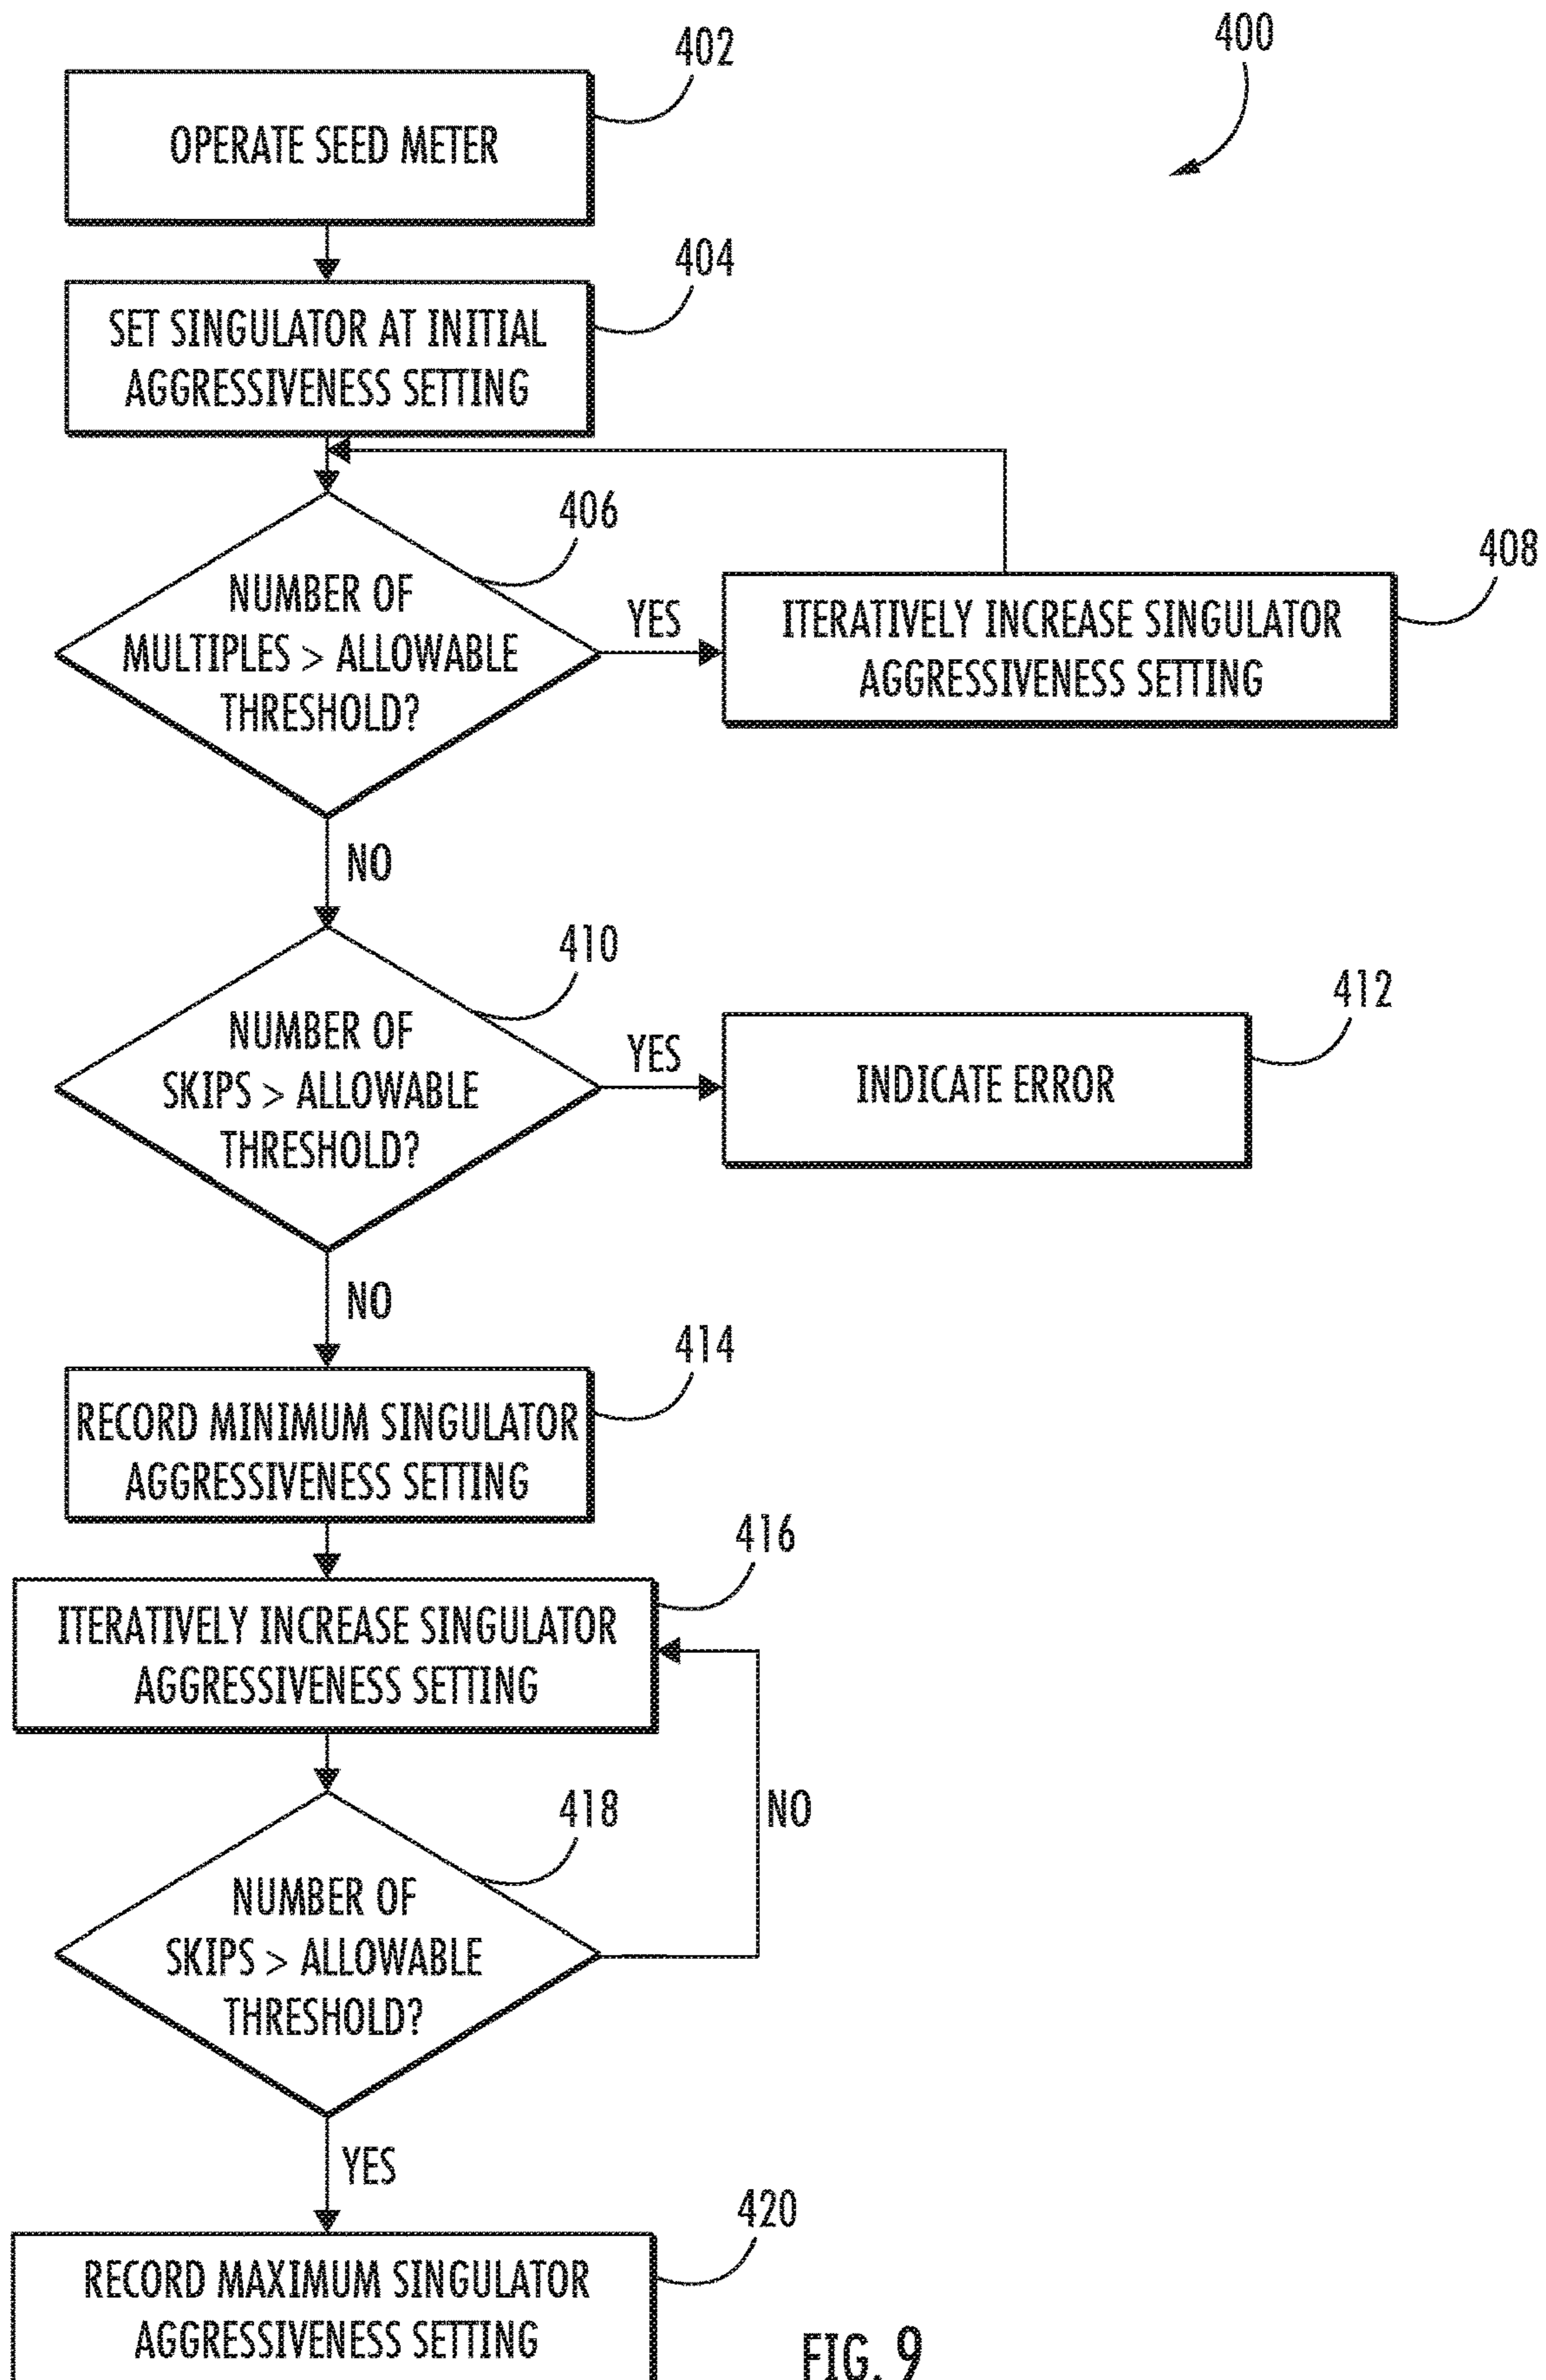 402
400
OPERATE SEED METER
404
SET SINGULATOR AT INITIAL
AGGRESSIVENESS SETTING
406
408
NUMBER OF
MULTIPLES > ALLOWABLE
THRESHOLD?
YES
ITERATIVELY INCREASE SINGULATOR
AGGRESSIVENESS SETTING
NO
410
412
NUMBER OF
SKIPS > ALLOWABLE
THRESHOLD?
YES
INDICATE ERROR
NO
414
RECORD MINIMUM SINGULATOR
AGGRESSIVENESS SETTING
416
ITERATIVELY INCREASE SINGULATOR
AGGRESSIVENESS SETTING
418
NO
NUMBER OF
SKIPS > ALLOWABLE
THRESHOLD?
YES
420
RECORD MAXIMUM SINGULATOR
AGGRESSIVENESS SETTING
FIG. 9